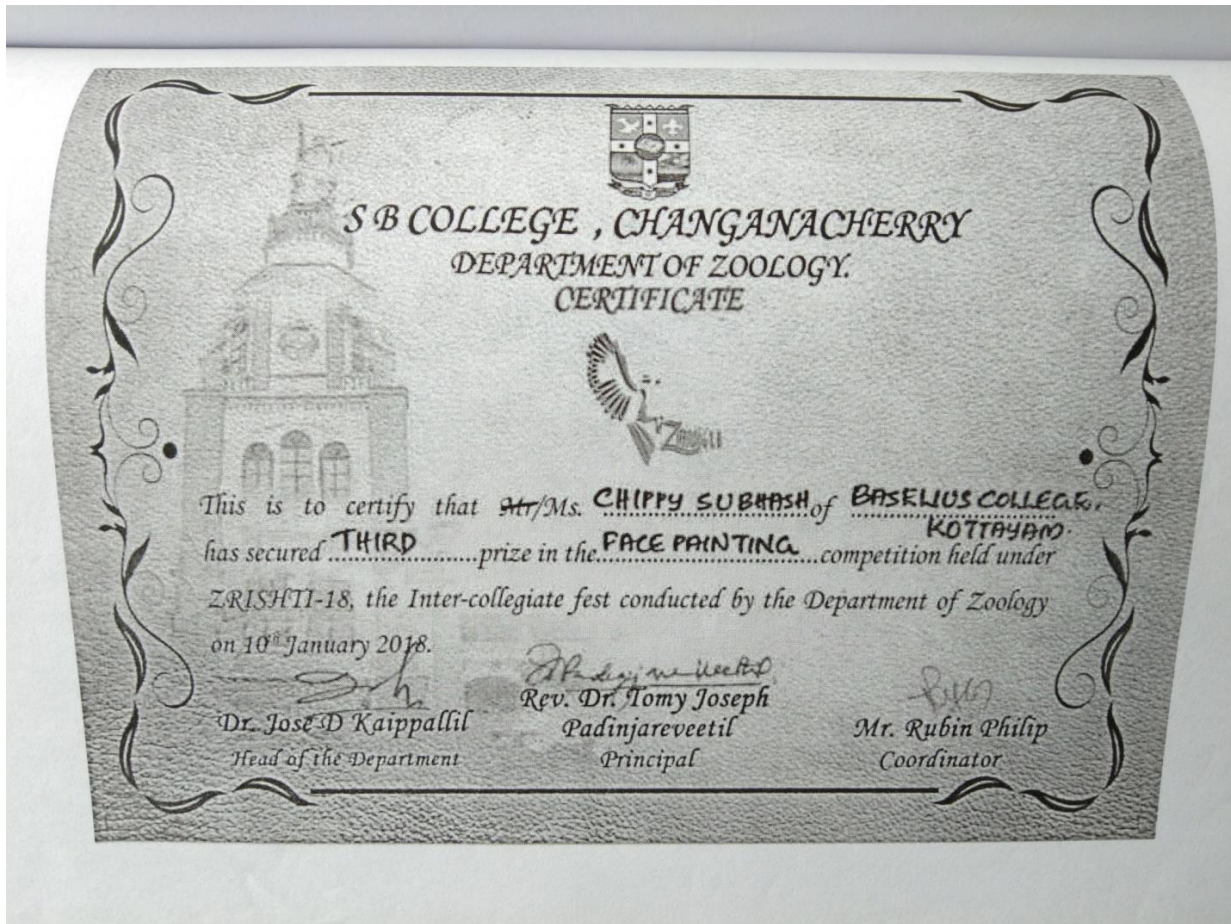 S B COLLEGE , CHANGANACHERRY
DEPARTMENT OF ZOOLOGY.
CERTIFICATE
This is to certify that Mr/Ms. CHIPPY SUBHASH of BASELIUS COLLEGE,
KOTTAYAM.
has secured THIRD prize in the FACE PAINTING competition held under
ZRISHTI-18, the Inter-collegiate fest conducted by the Department of Zoology
on 10th January 2018.
Dr. Jose D Kaippallil
Head of the Department
Rev. Dr. Tomy Joseph
Padinjareveetil
Principal
Mr. Rubin Philip
Coordinator